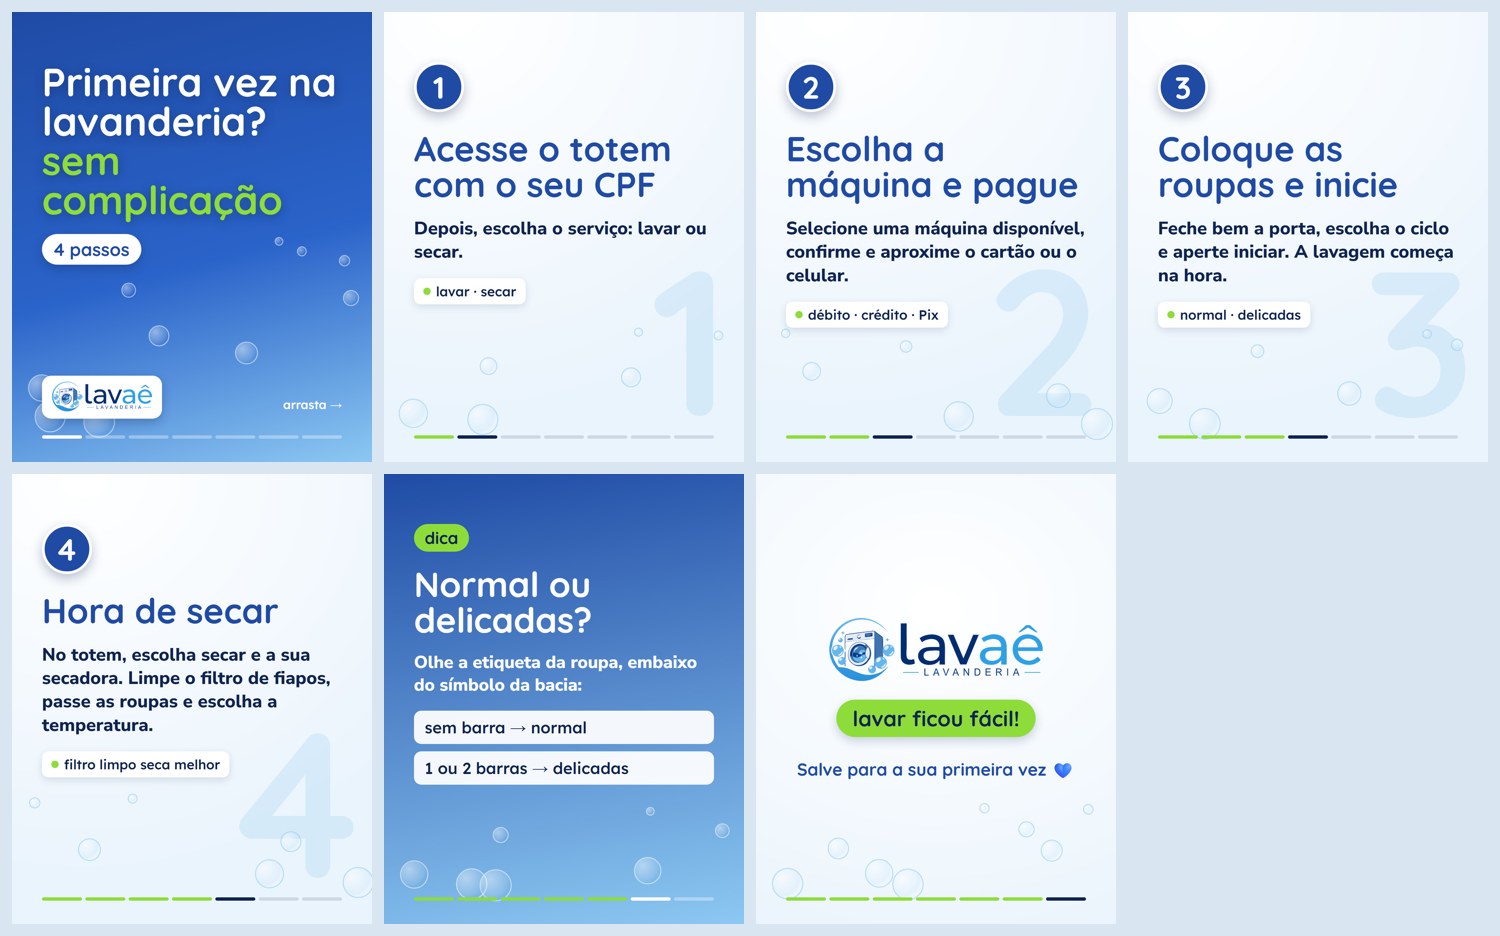 Primeira vez na
lavanderia?
sem
complicação
4 passos
lavaê
LAVANDERIA
arrasta →
1
Acesse o totem
com o seu CPF
Depois, escolha o serviço: lavar ou
secar.
lavar · secar
1
2
Escolha a
máquina e pague
Selecione uma máquina disponível,
confirme e aproxime o cartão ou o
celular.
débito · crédito · Pix
2
3
Coloque as
roupas e inicie
Feche bem a porta, escolha o ciclo
e aperte iniciar. A lavagem começa
na hora.
normal · delicadas
3
4
Hora de secar
No totem, escolha secar e a sua
secadora. Limpe o filtro de fiapos,
passe as roupas e escolha a
temperatura.
filtro limpo seca melhor
4
dica
Normal ou
delicadas?
Olhe a etiqueta da roupa, embaixo
do símbolo da bacia:
sem barra → normal
1 ou 2 barras → delicadas
lavaê
LAVANDERIA
lavar ficou fácil!
Salve para a sua primeira vez 💙